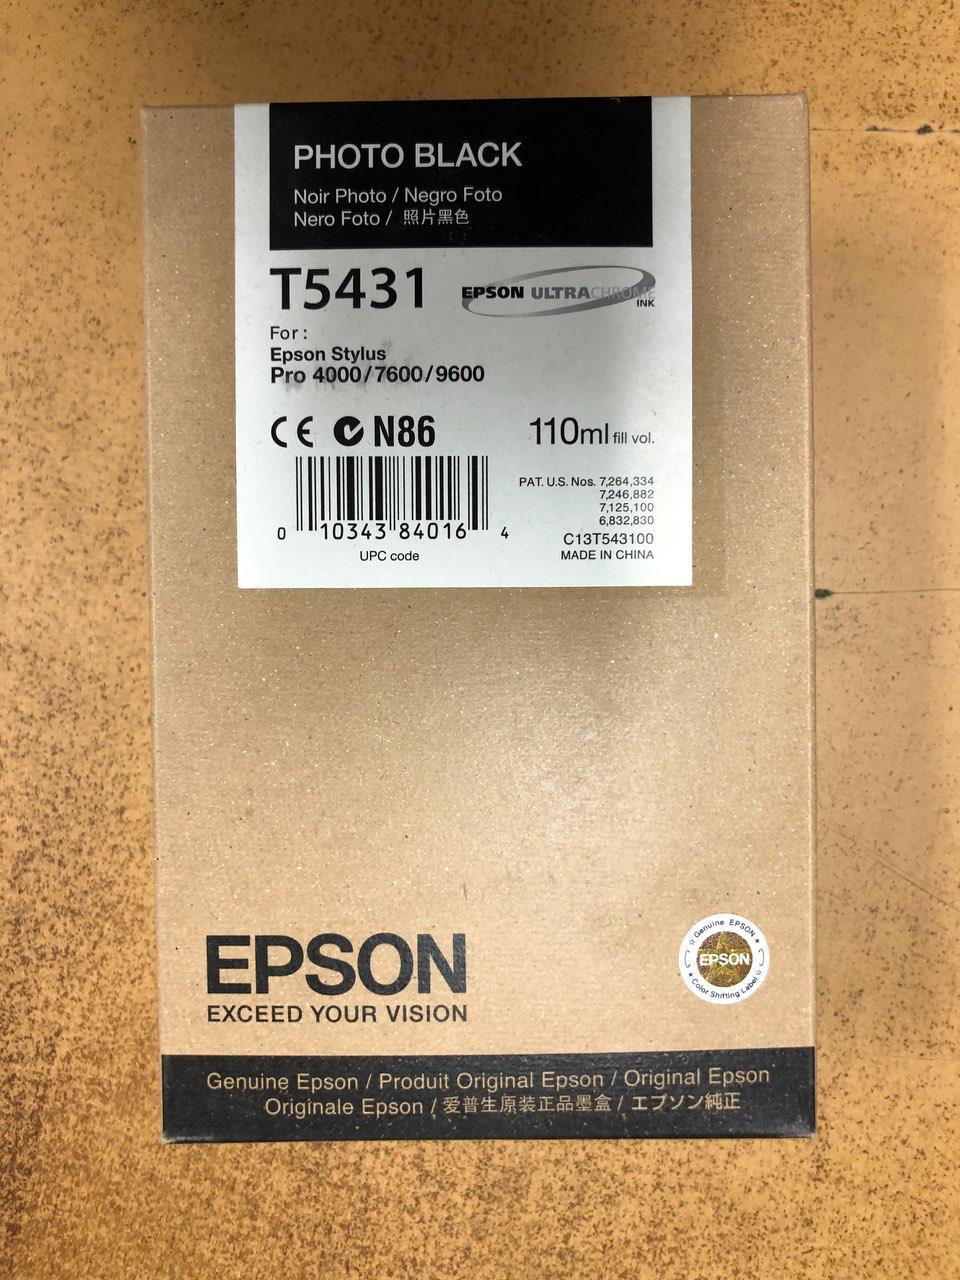 PHOTO BLACK
Noir Photo / Negro Foto
Nero Foto / 照片黑色
T5431
EPSON ULTRACHROME
INK
For :
Epson Stylus
Pro 4000/7600/9600
CE N86
110ml fill vol.
PAT. U.S. Nos. 7,264,334
7,246,882
7,125,100
6,832,830
C13T543100
MADE IN CHINA
0 10343 84016 4
UPC code
EPSON
EXCEED YOUR VISION
Genuine EPSON
EPSON
Color Shifting Label
Genuine Epson / Produit Original Epson / Original Epson
Originale Epson / 爱普生原装正品墨盒 / エプソン純正